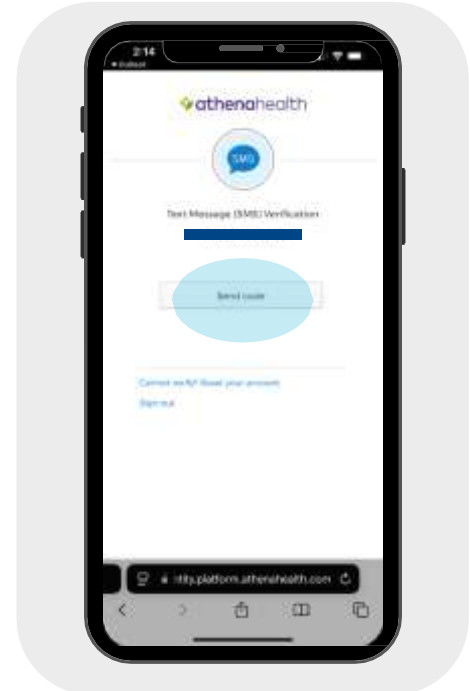 2:14
athenahealth
SMS
Text Message (SMS) Verification
Send code
Cannot verify? Reset your account
Sign out
ntity.platform.athenahealth.com